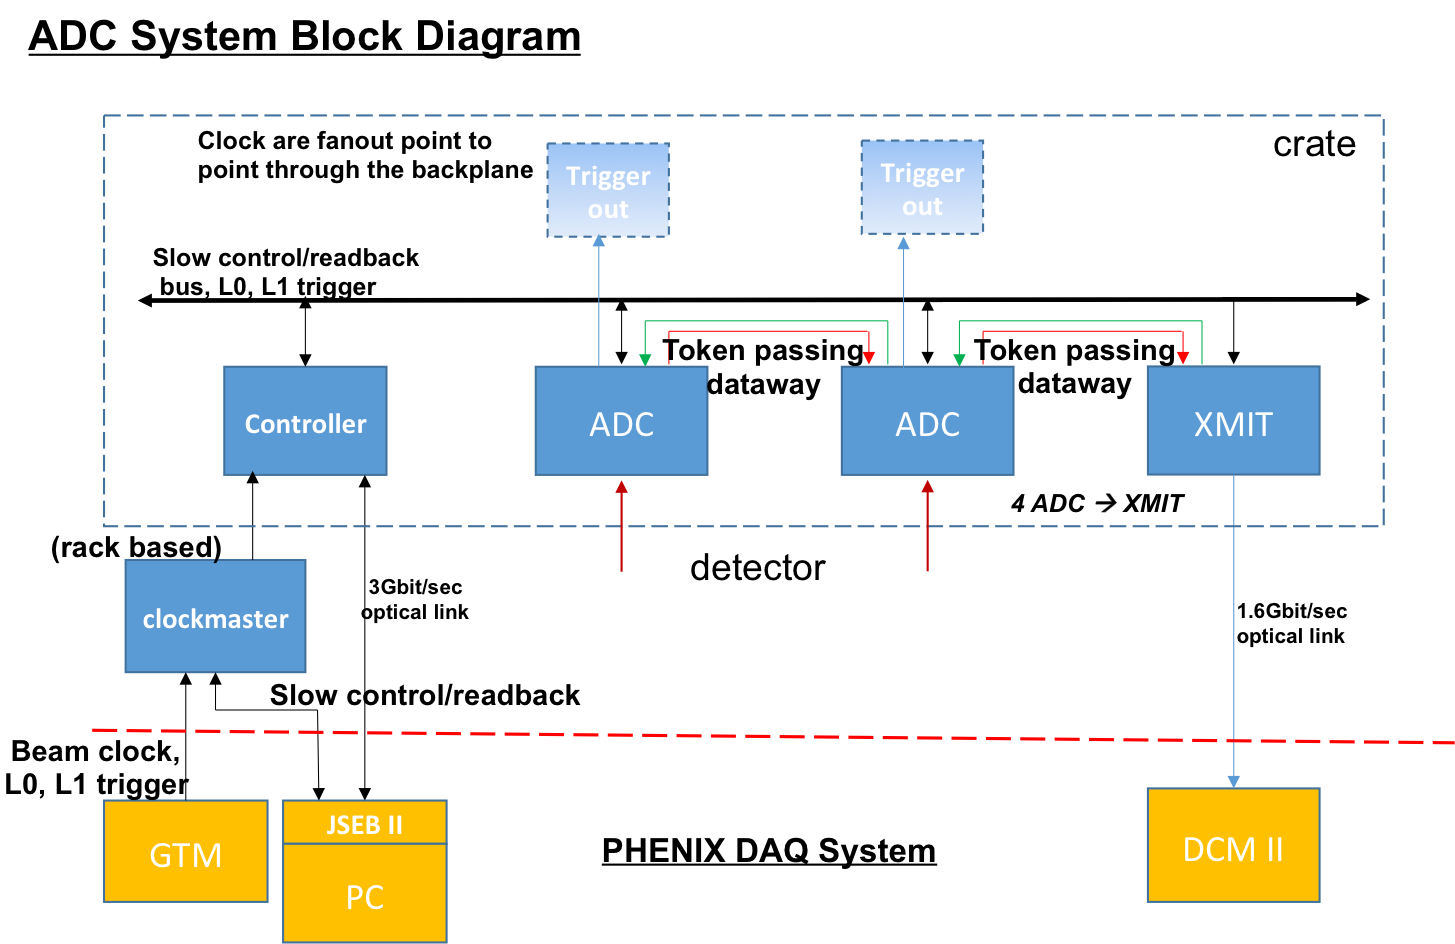 ADC System Block Diagram
Clock are fanout point to
point through the backplane
crate
Trigger
out
Trigger
out
Slow control/readback
bus, L0, L1 trigger
Token passing
dataway
Token passing
dataway
Controller
ADC
ADC
XMIT
4 ADC → XMIT
(rack based)
detector
clockmaster
3Gbit/sec
optical link
1.6Gbit/sec
optical link
Slow control/readback
Beam clock,
L0, L1 trigger
GTM
JSEB II
PC
PHENIX DAQ System
DCM II